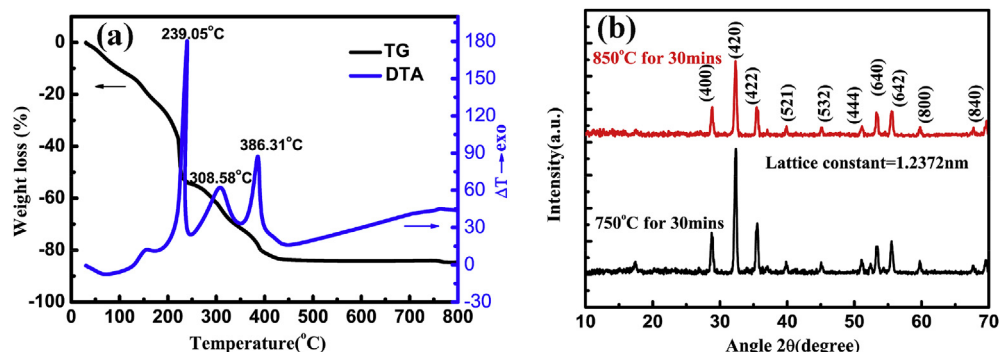 (a)
239.05°C
TG
DTA
386.31°C
308.58°C
Weight loss (%)
0
-20
-40
-60
-80
-100
0 100 200 300 400 500 600 700 800
Temperature(°C)
180
150
120
90
60
30
0
-30
ΔT→exo
(b)
850°C for 30mins
(400)
(420)
(422)
(521)
(532)
(444)
(640)
(642)
(800)
(840)
Lattice constant=1.2372nm
750°C for 30mins
Intensity(a.u.)
10 20 30 40 50 60 70
Angle 2θ(degree)